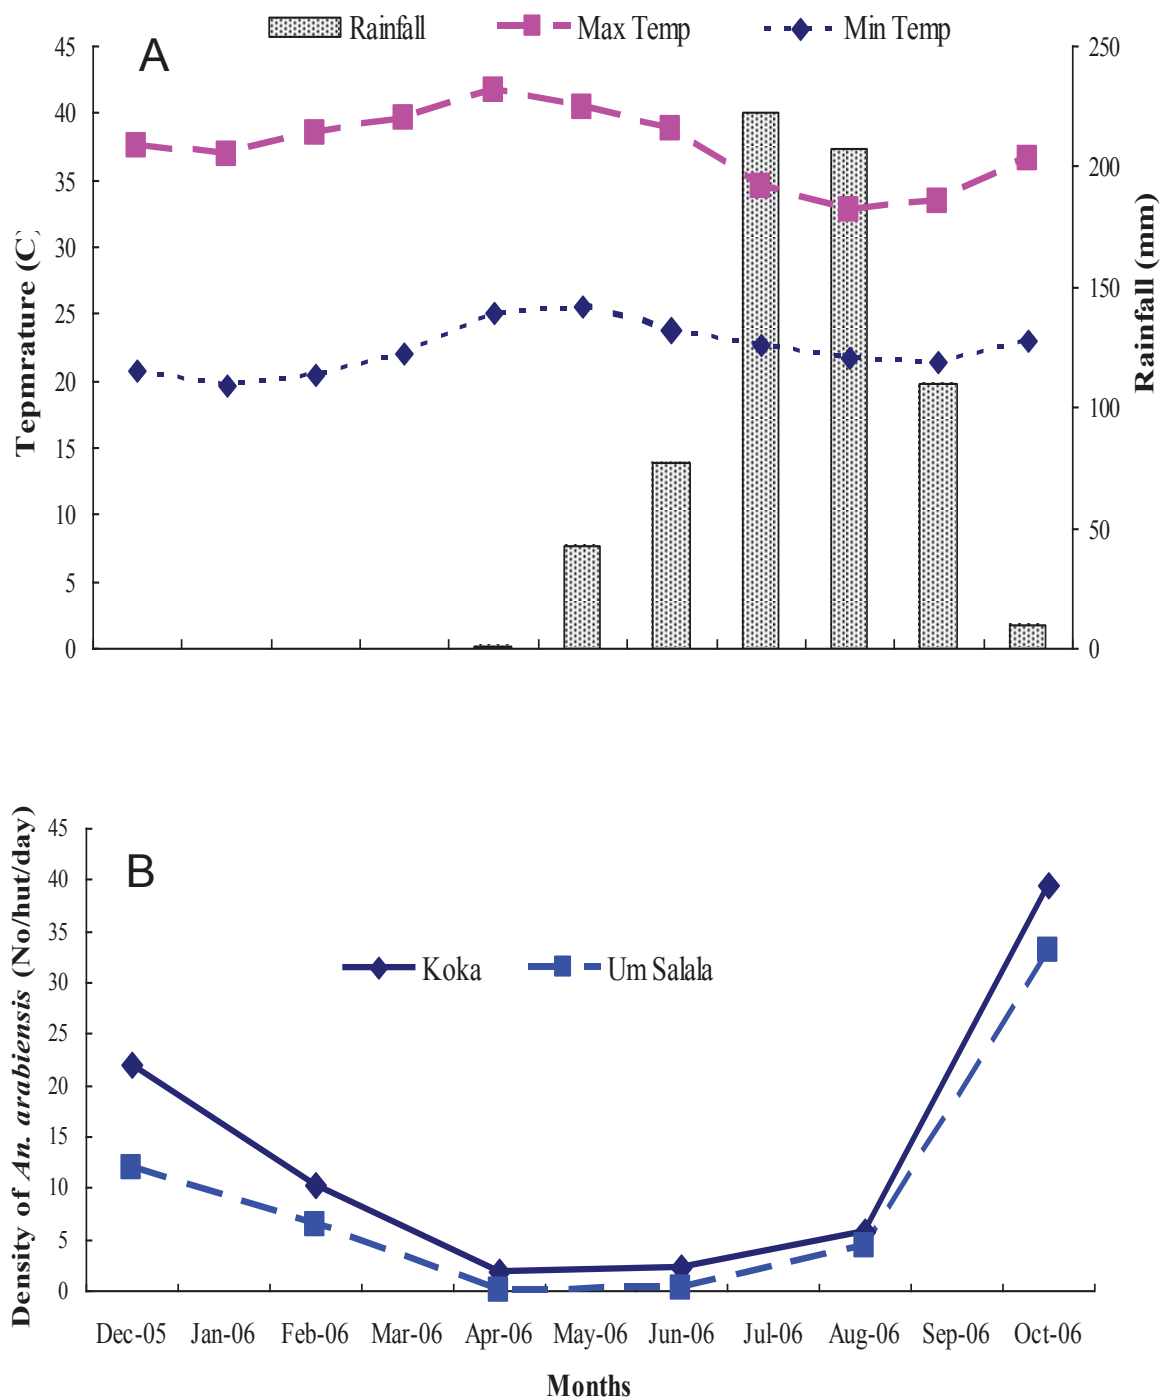 Rainfall Max Temp Min Temp
A
45
40
35
30
25
20
15
10
5
0
Tepmrature (C)
250
200
150
100
50
0
Rainfall (mm)
B
45
40
35
30
25
20
15
10
5
0
Density of An. arabiensis (No/hut/day)
Koka Um Salala
Dec-05 Jan-06 Feb-06 Mar-06 Apr-06 May-06 Jun-06 Jul-06 Aug-06 Sep-06 Oct-06
Months